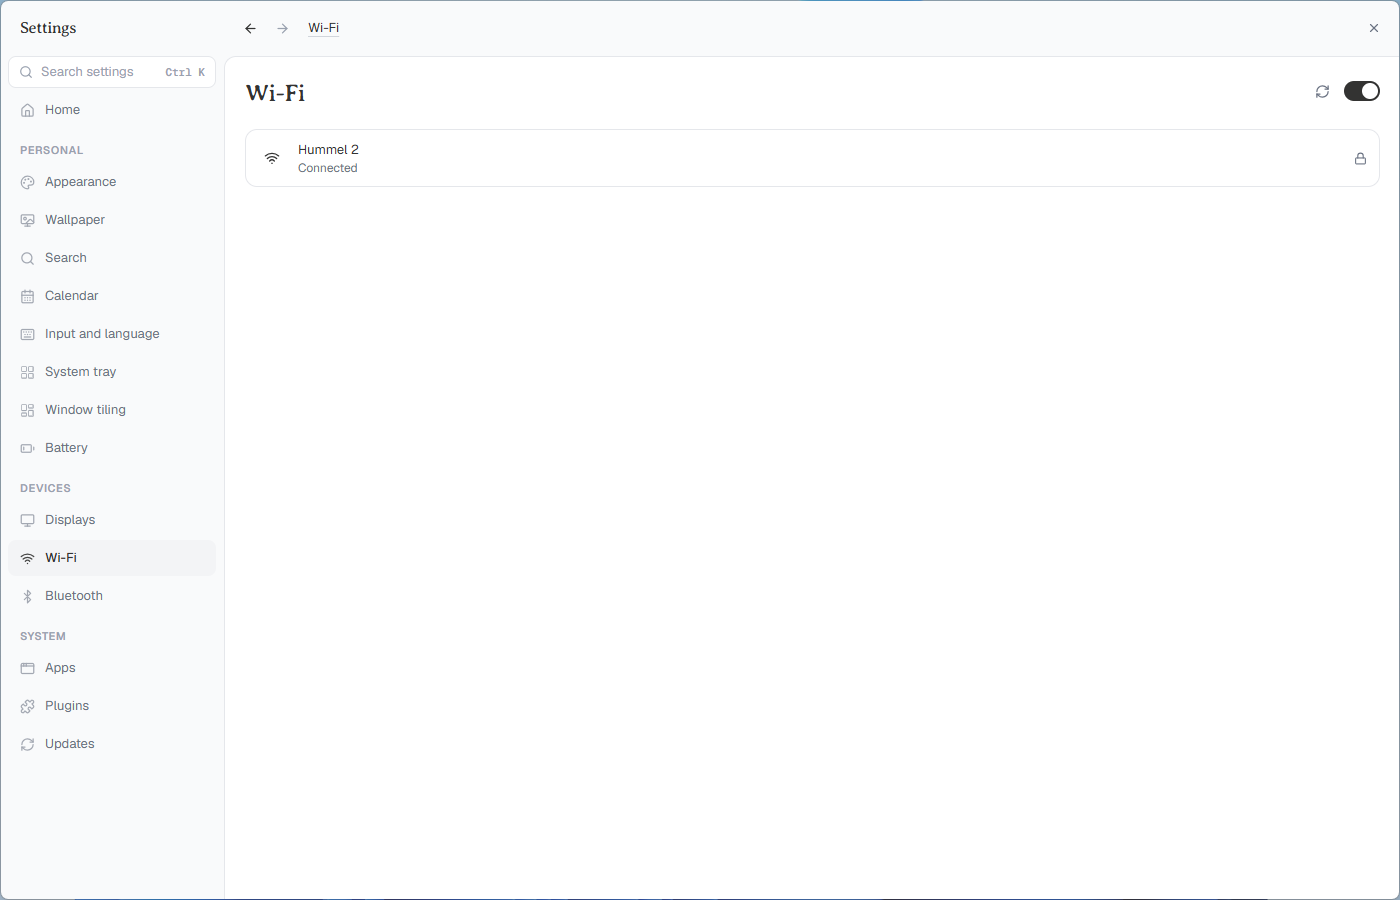 Settings
Wi-Fi
Search settings Ctrl K
Home
PERSONAL
Appearance
Wallpaper
Search
Calendar
Input and language
System tray
Window tiling
Battery
DEVICES
Displays
Wi-Fi
Bluetooth
SYSTEM
Apps
Plugins
Updates
Wi-Fi
Hummel 2
Connected